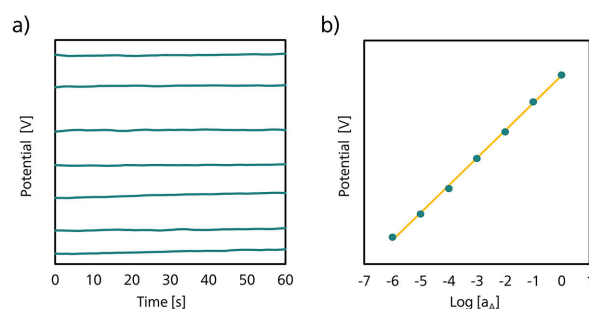 a)
Potential [V]
0 10 20 30 40 50 60
Time [s]
b)
Potential [V]
-7 -6 -5 -4 -3 -2 -1 0 1
Log [aA]